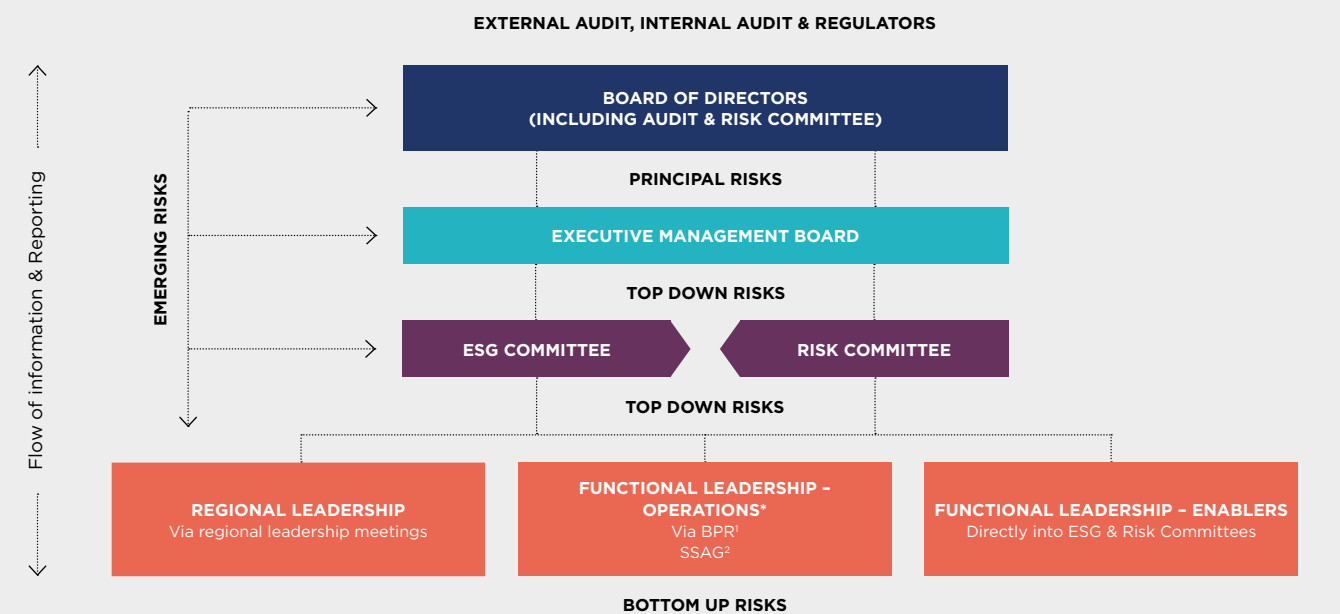 EXTERNAL AUDIT, INTERNAL AUDIT & REGULATORS
Flow of information & Reporting
EMERGING RISKS
BOARD OF DIRECTORS
(INCLUDING AUDIT & RISK COMMITTEE)
PRINCIPAL RISKS
EXECUTIVE MANAGEMENT BOARD
TOP DOWN RISKS
ESG COMMITTEE
RISK COMMITTEE
TOP DOWN RISKS
REGIONAL LEADERSHIP
Via regional leadership meetings
FUNCTIONAL LEADERSHIP –
OPERATIONS*
Via BPR¹
SSAG²
FUNCTIONAL LEADERSHIP – ENABLERS
Directly into ESG & Risk Committees
BOTTOM UP RISKS